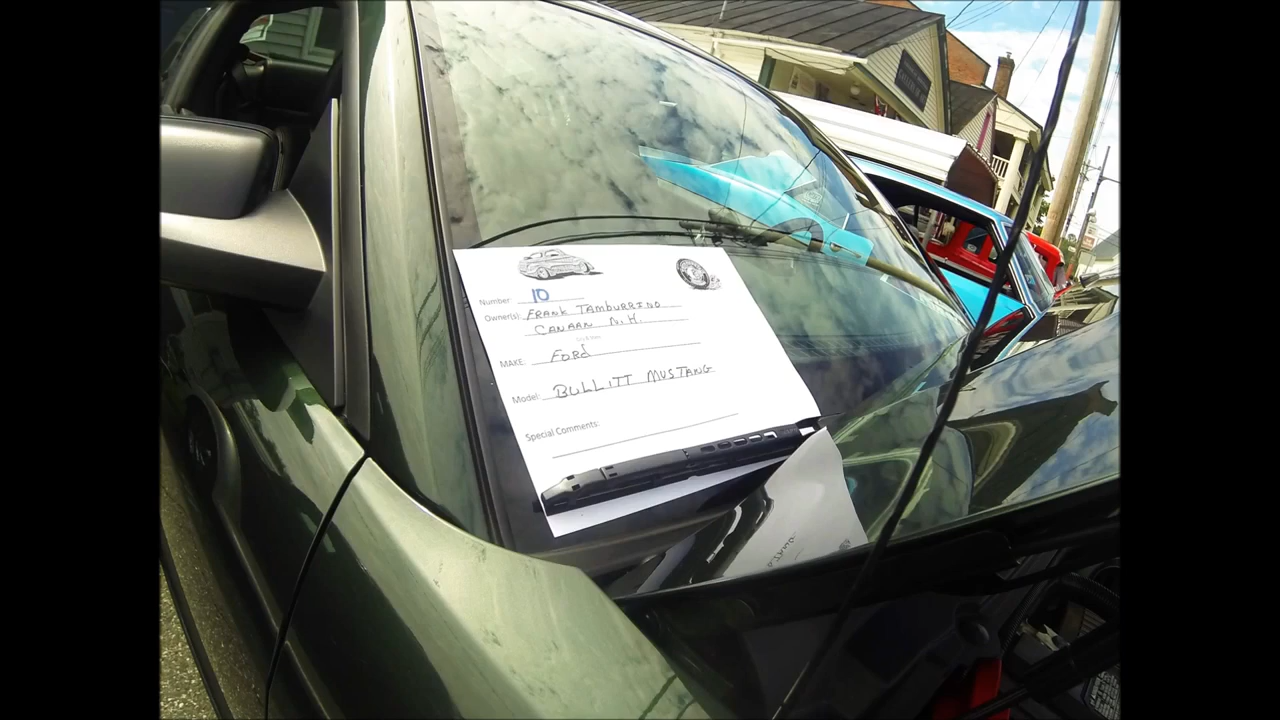 Number: 10
Owner(s): FRANK TAMBURRINO
CANAAN N.H.
MAKE: FORd
Model: BULLITT MUSTANG
Special Comments: